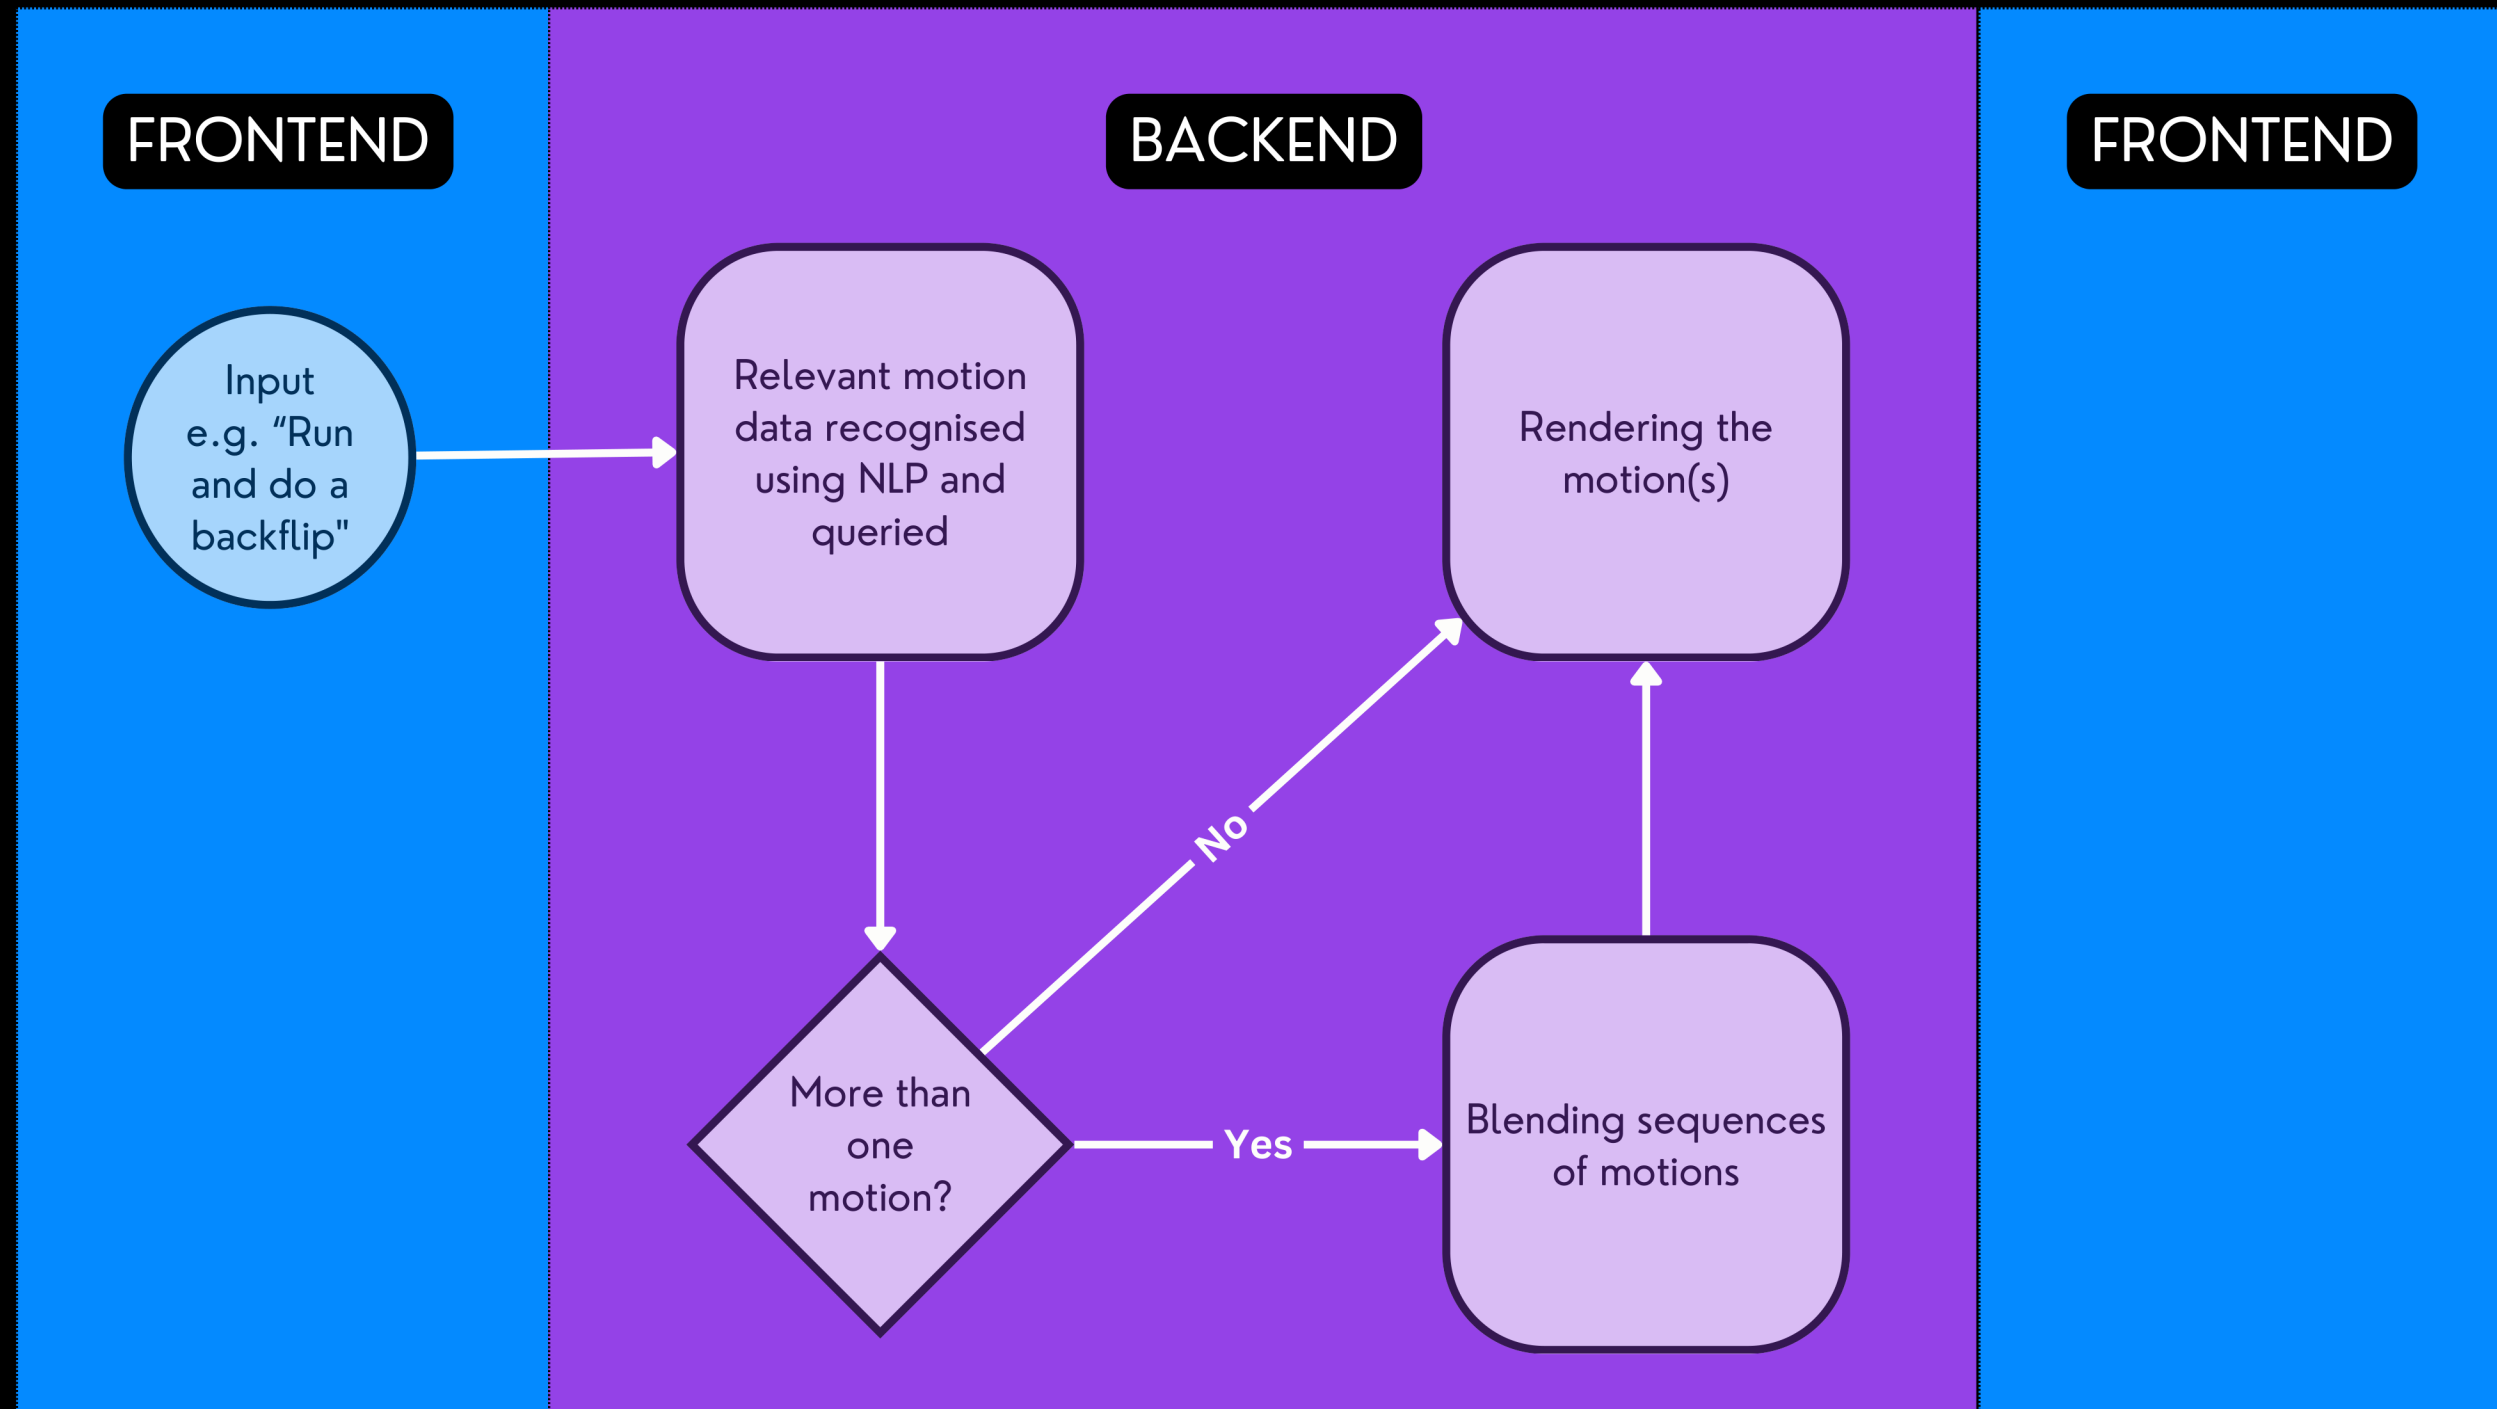 FRONTEND
BACKEND
FRONTEND
Input
e.g. “Run
and do a
backflip"
Relevant motion
data recognised
using NLP and
queried
Rendering the
motion(s)
No
More than
one
motion?
Yes
Blending sequences
of motions